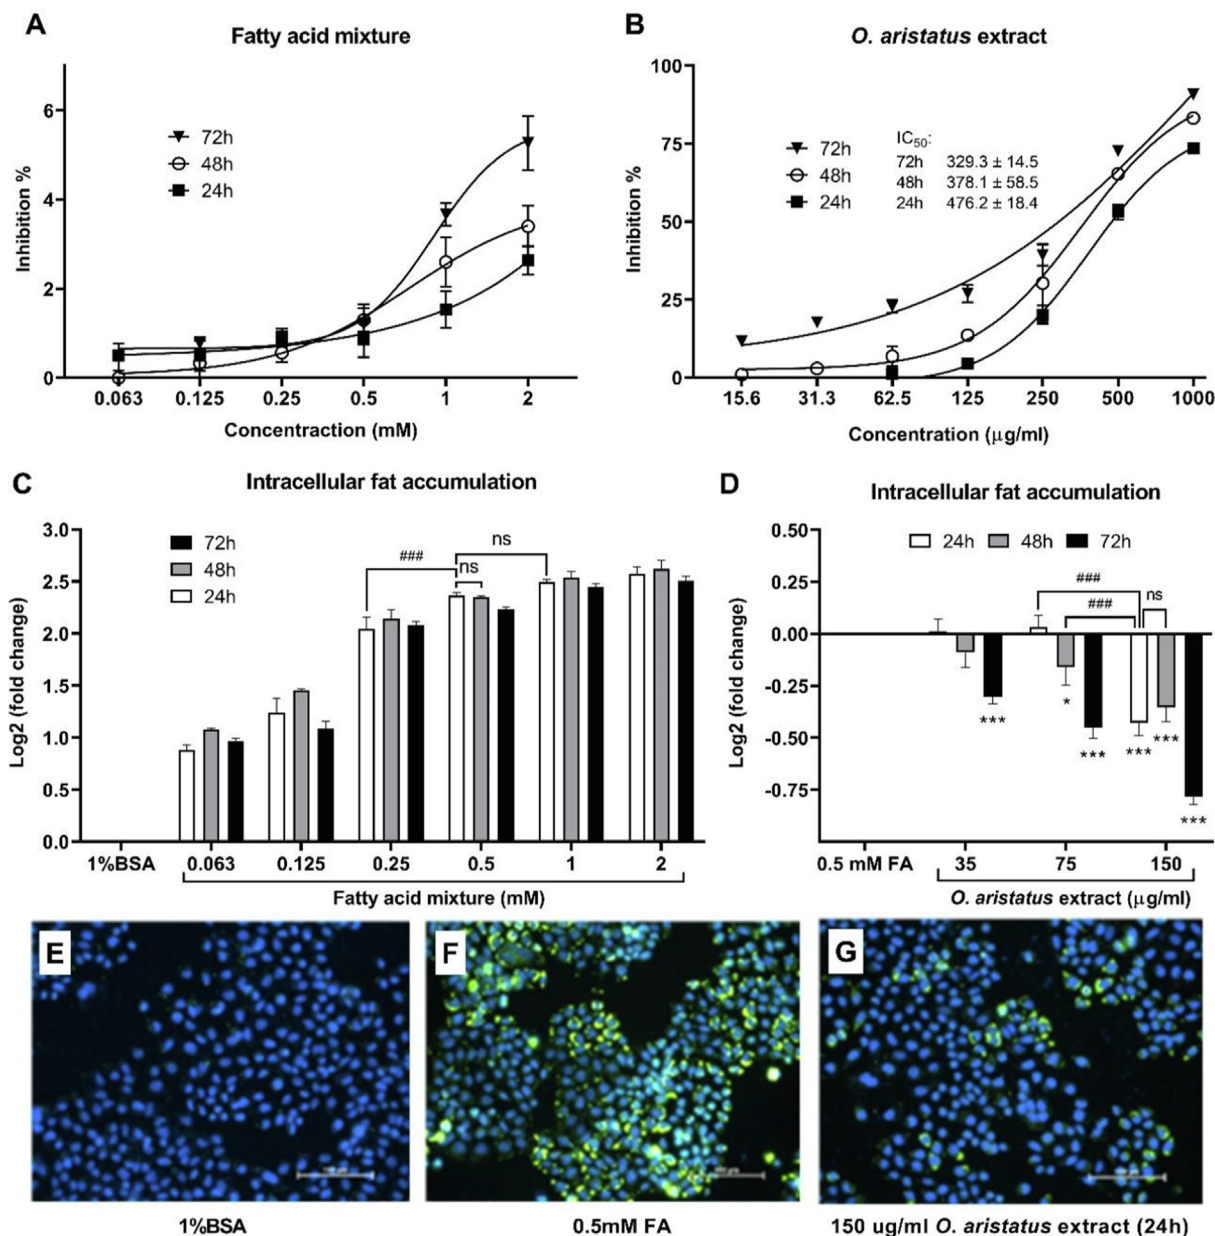 A
Fatty acid mixture
Inhibition %
6
4
2
0
72h
48h
24h
0.063 0.125 0.25 0.5 1 2
Concentraction (mM)
B
O. aristatus extract
Inhibition %
100
75
50
25
0
72h
48h
24h
IC50:
72h 329.3 ± 14.5
48h 378.1 ± 58.5
24h 476.2 ± 18.4
15.6 31.3 62.5 125 250 500 1000
Concentration (μg/ml)
C
Intracellular fat accumulation
Log2 (fold change)
3.0
2.5
2.0
1.5
1.0
0.5
0.0
72h
48h
24h
###
ns
ns
1%BSA 0.063 0.125 0.25 0.5 1 2
Fatty acid mixture (mM)
D
Intracellular fat accumulation
Log2 (fold change)
0.50
0.25
0.00
-0.25
-0.50
-0.75
24h 48h 72h
###
###
ns
***
*
***
***
***
***
0.5 mM FA 35 75 150
O. aristatus extract (μg/ml)
E
1%BSA
F
0.5mM FA
G
150 ug/ml O. aristatus extract (24h)